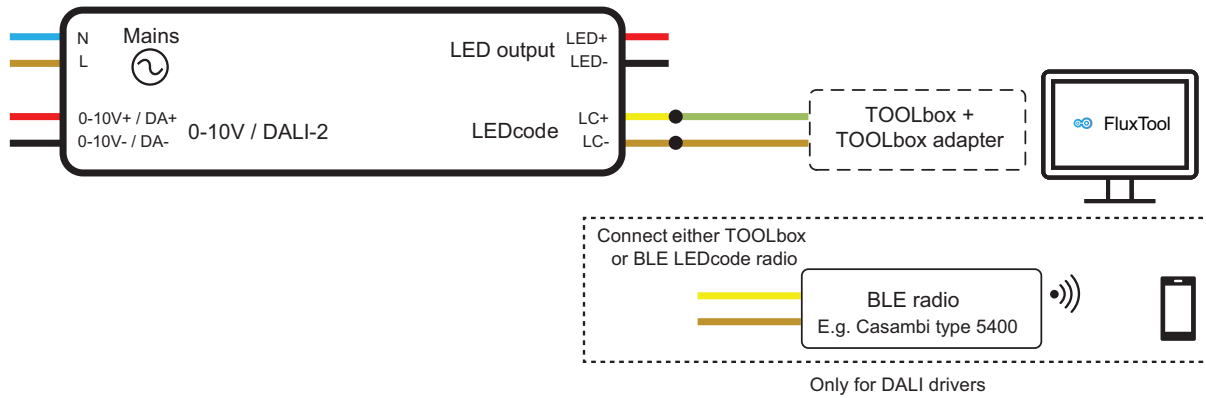 N
Mains
L
0-10V+ / DA+
0-10V- / DA-
0-10V / DALI-2
LED output
LED+
LED-
LEDcode
LC+
LC-
TOOLbox +
TOOLbox adapter
FluxTool
Connect either TOOLbox
or BLE LEDcode radio
BLE radio
E.g. Casambi type 5400
Only for DALI drivers